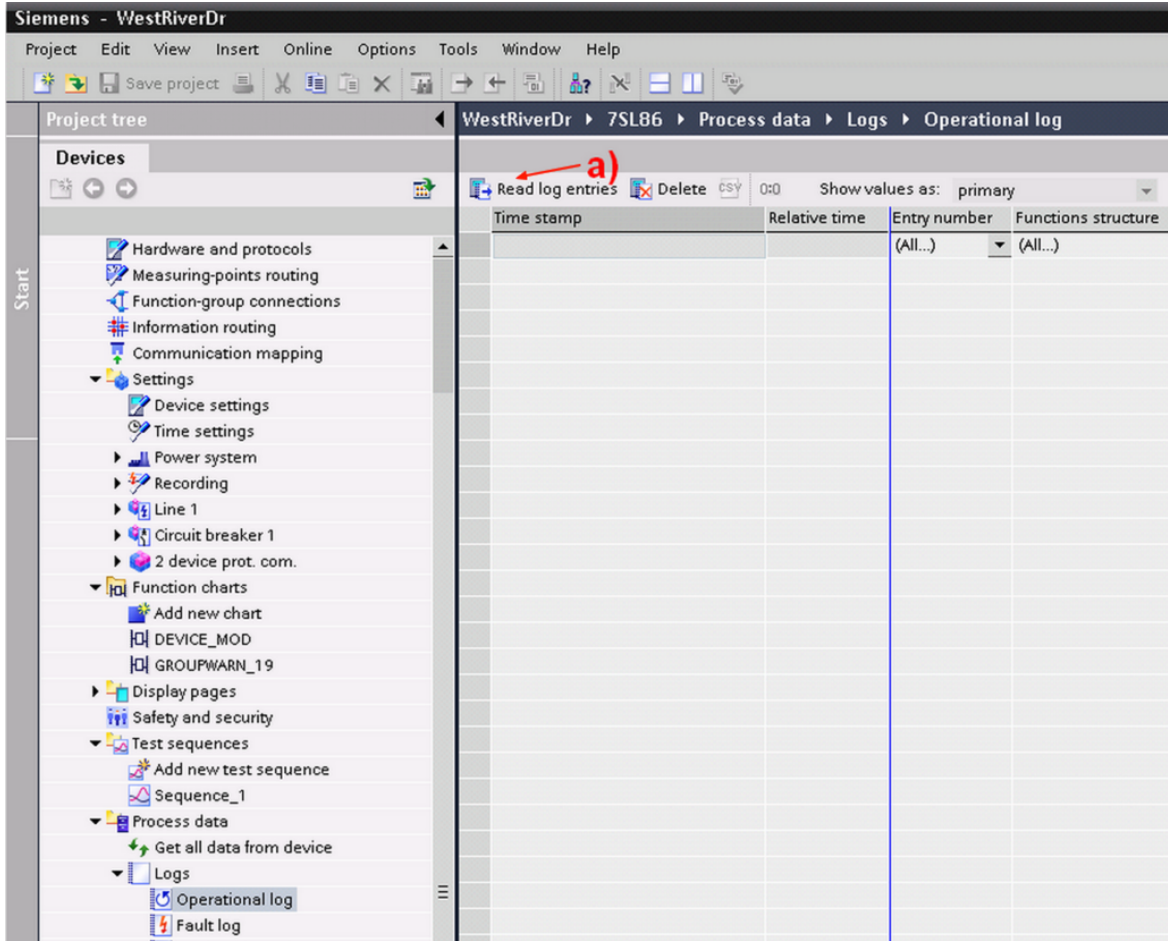 Siemens - WestRiverDr
Project Edit View Insert Online Options Tools Window Help
Save project
Project tree
WestRiverDr 7SL86 Process data Logs Operational log
Devices
a)
Read log entries Delete CSV 0:0 Show values as: primary
Time stamp Relative time Entry number Functions structure
(All...) (All...)
Start
Hardware and protocols
Measuring-points routing
Function-group connections
Information routing
Communication mapping
Settings
Device settings
Time settings
Power system
Recording
Line 1
Circuit breaker 1
2 device prot. com.
Function charts
Add new chart
DEVICE_MOD
GROUPWARN_19
Display pages
Safety and security
Test sequences
Add new test sequence
Sequence_1
Process data
Get all data from device
Logs
Operational log
Fault log